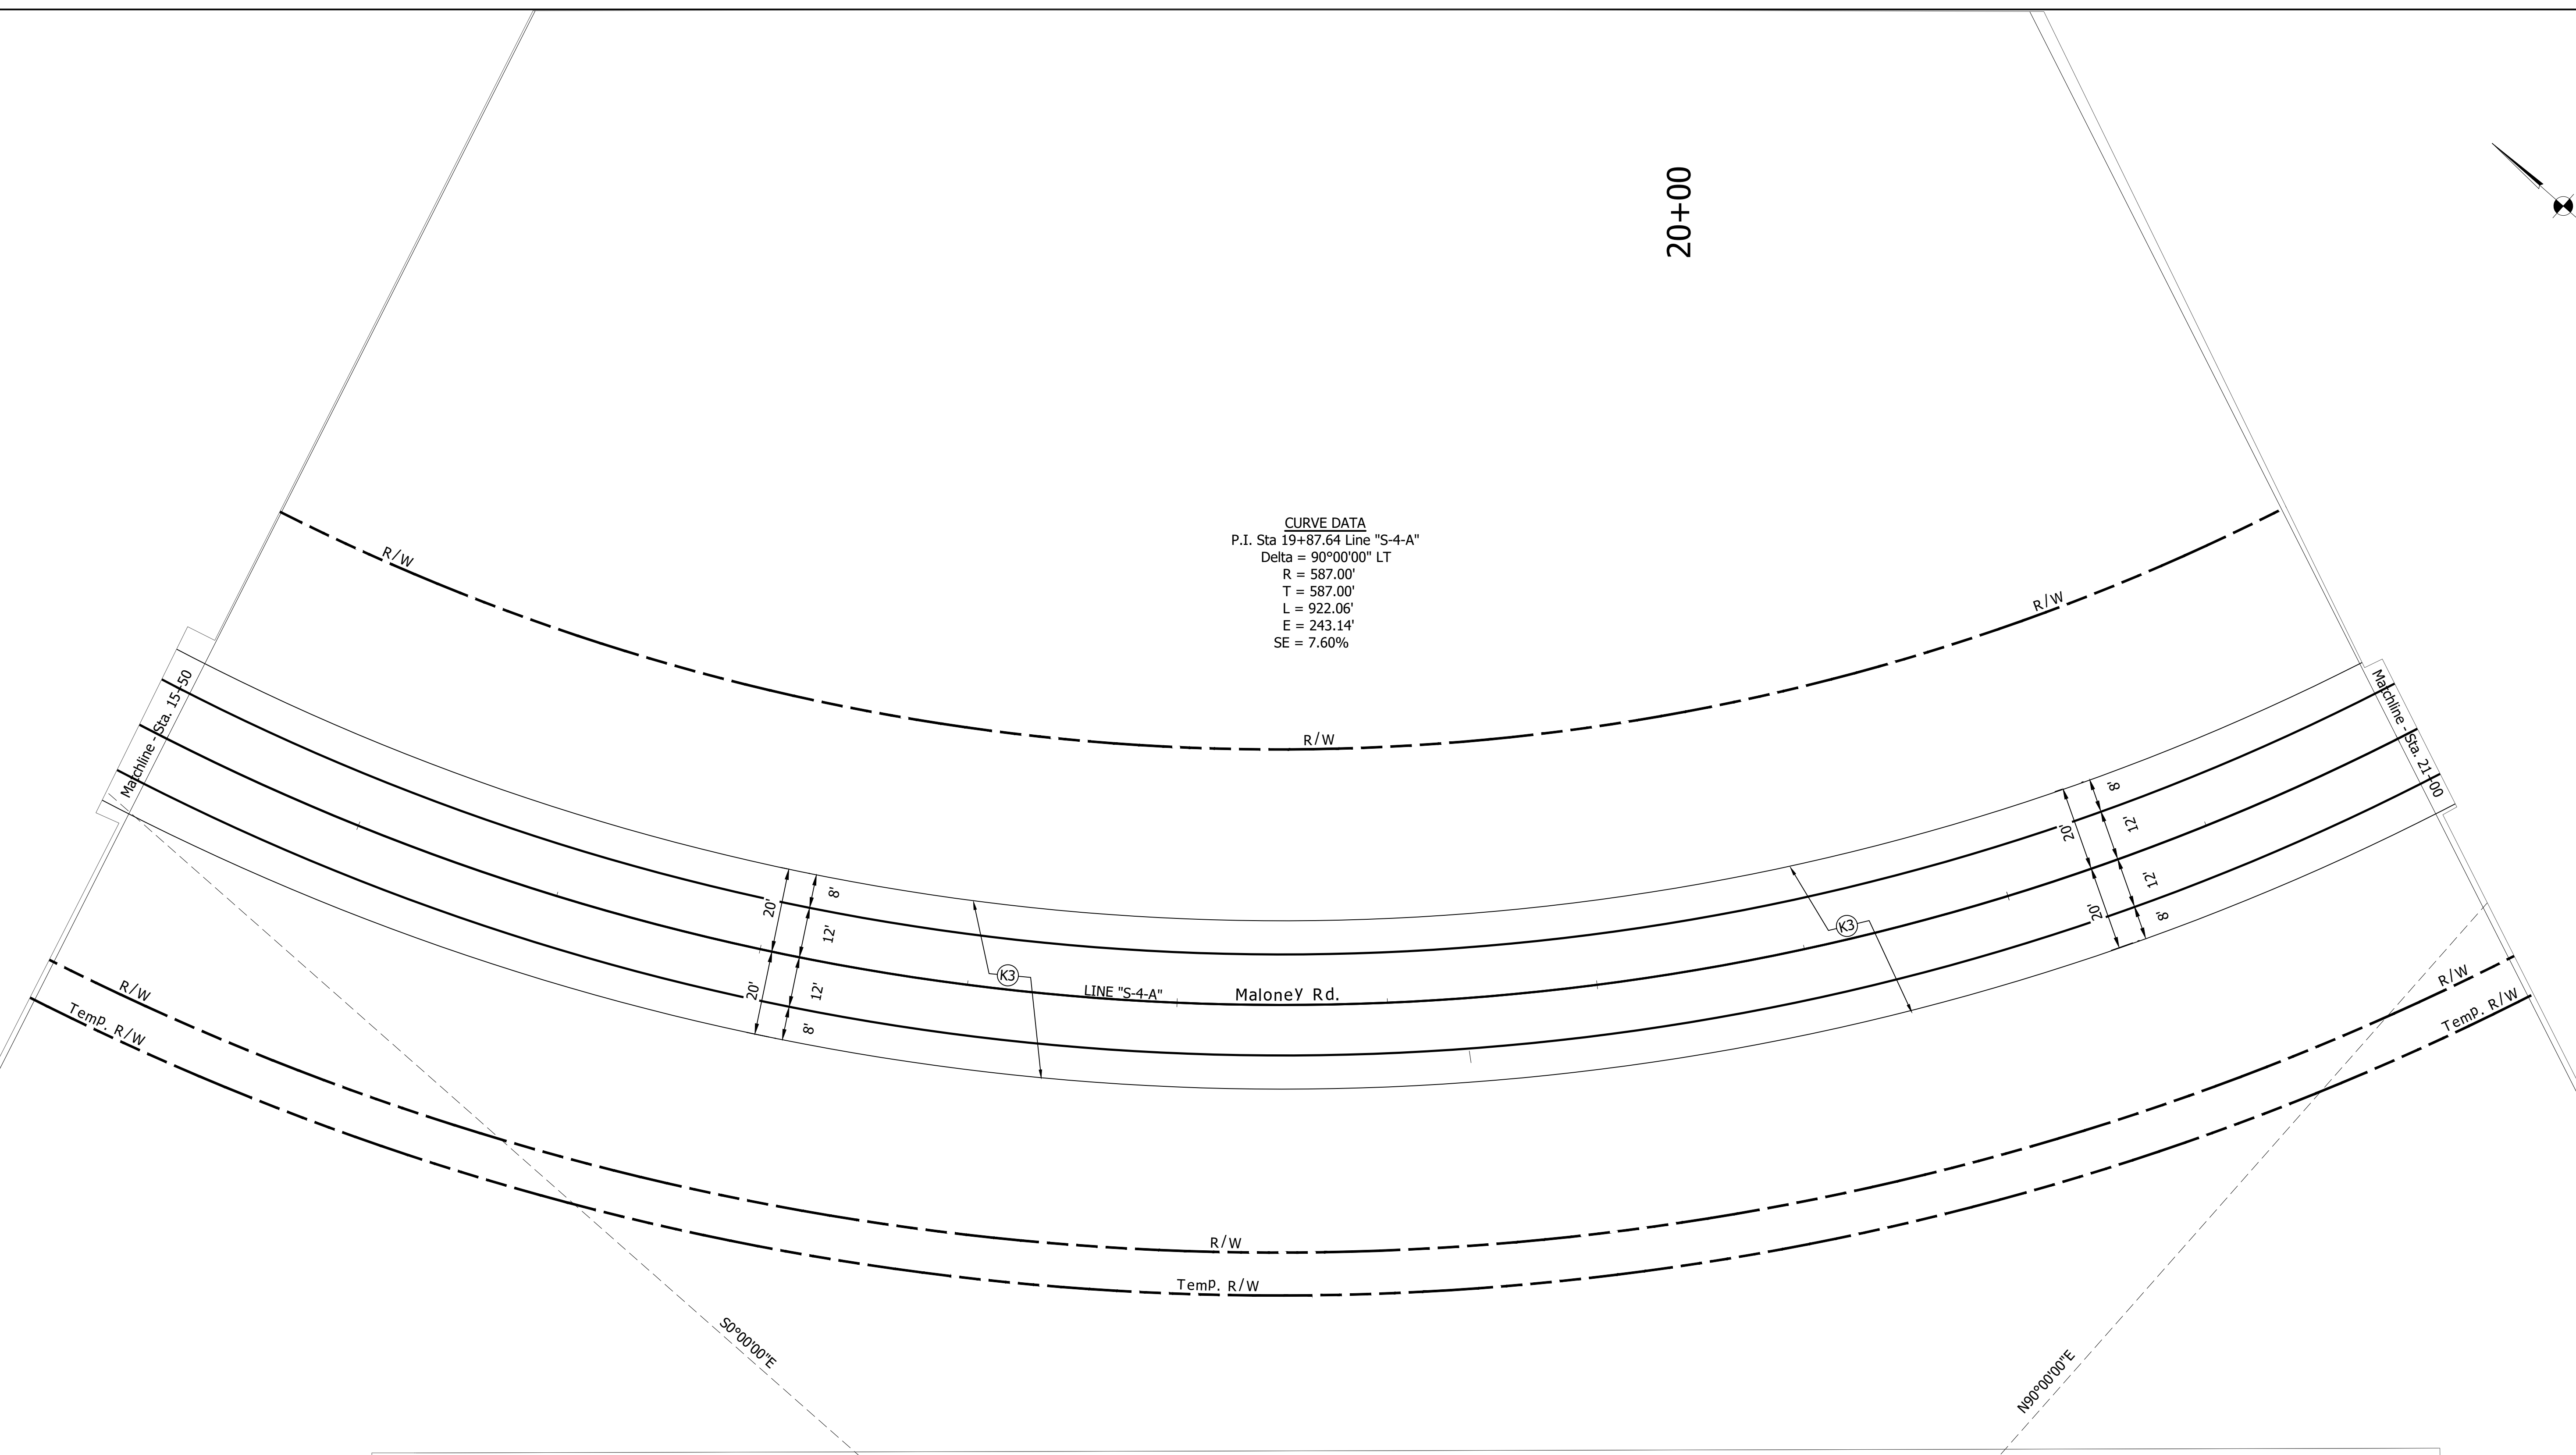 20+00
CURVE DATA
P.I. Sta 19+87.64 Line "S-4-A"
Delta = 90°00'00" LT
R = 587.00'
T = 587.00'
L = 922.06'
E = 243.14'
SE = 7.60%
R/W
R/W
R/W
Matchline - Sta. 15+50
Matchline - Sta. 21+00
20'
8'
12'
20'
12'
8'
K3
LINE "S-4-A"
Maloney Rd.
K3
8'
20'
12'
12'
20'
8'
R/W
Temp. R/W
R/W
Temp. R/W
R/W
Temp. R/W
S0°00'00"E
N90°00'00"E